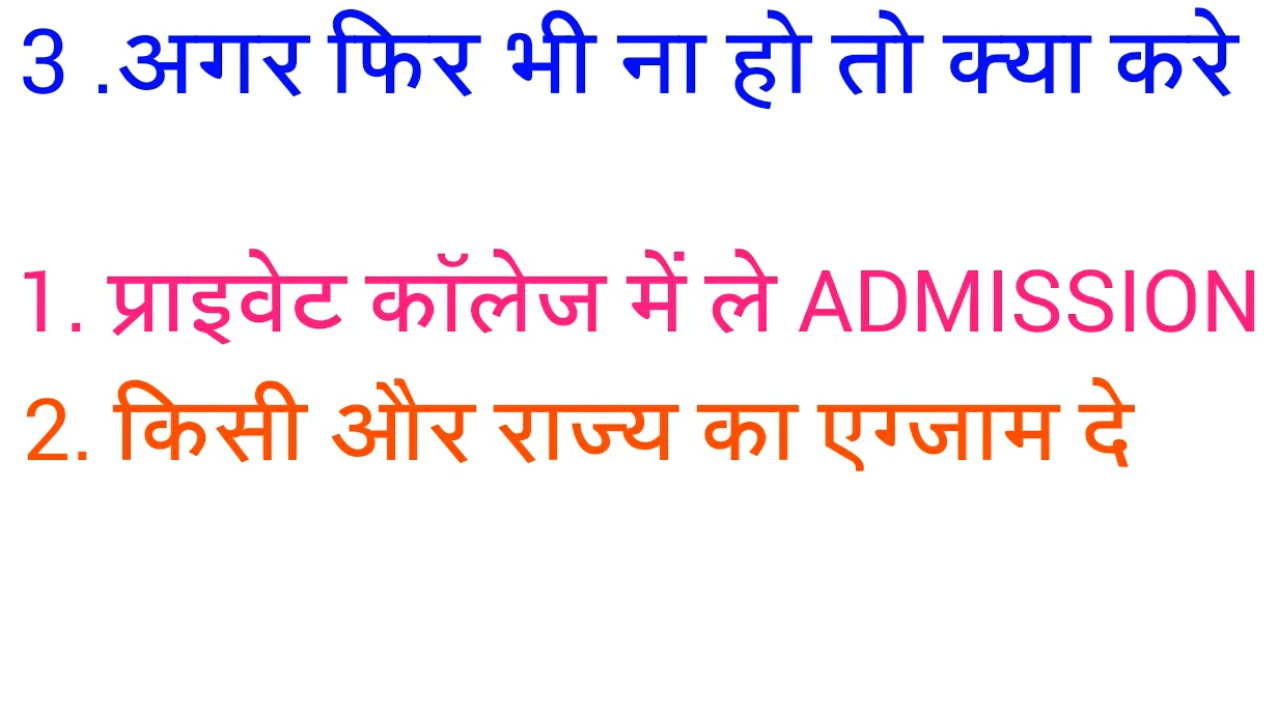 3 .अगर फिर भी ना हो तो क्या करे
1. प्राइवेट कॉलेज में ले ADMISSION
2. किसी और राज्य का एग्जाम दे